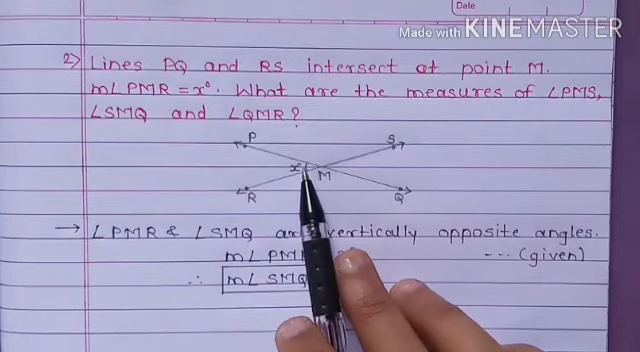 Date
Made with KINEMASTER
2) Lines PQ and RS intersect at point M.
m∠PMR = x°. What are the measures of ∠PMS,
∠SMQ and ∠QMR?
P S
x° M
R Q
→ ∠PMR & ∠SMQ are vertically opposite angles.
m∠PMR --- (given)
∴ m∠SMQ